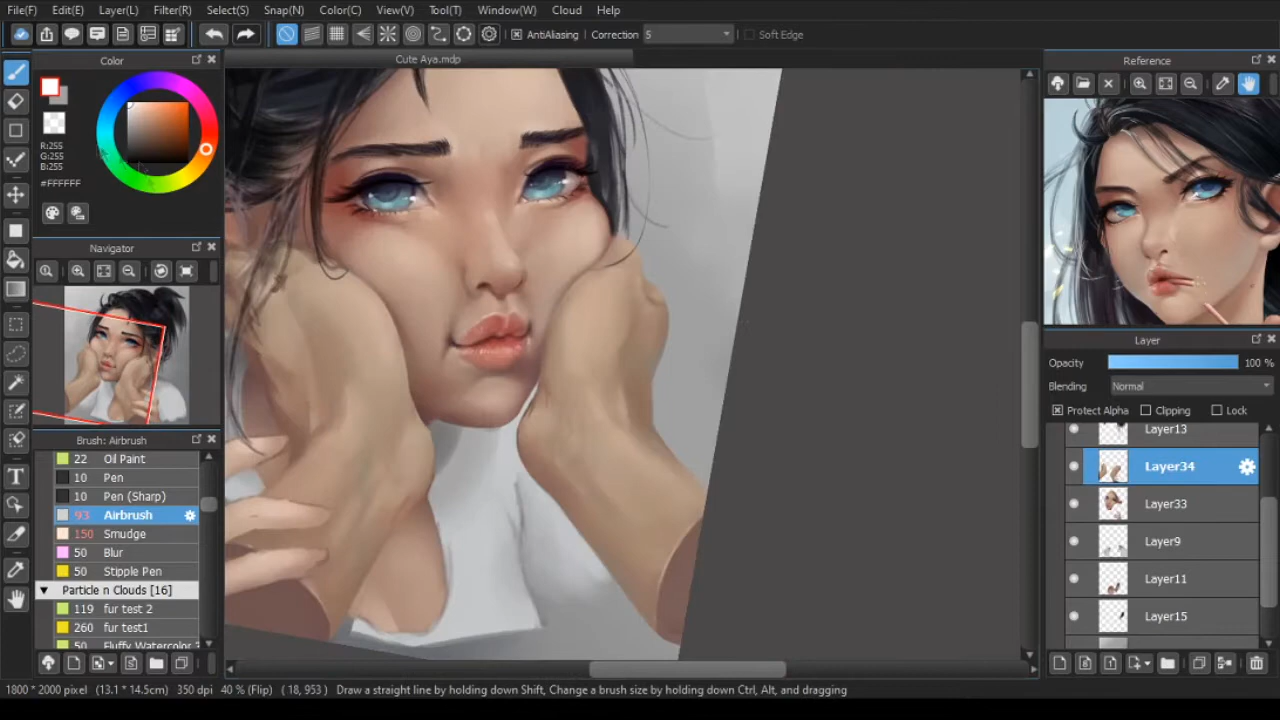 File(F) Edit(E) Layer(L) Filter(R) Select(S) Snap(N) Color(C) View(V) Tool(T) Window(W) Cloud Help
AntiAliasing Correction 5 Soft Edge
Color
Cute Aya.mdp
Reference
R:255
G:255
B:255
#FFFFFF
Navigator
Layer
Opacity 100 %
Blending Normal
Protect Alpha Clipping Lock
Brush: Airbrush
22 Oil Paint
10 Pen
10 Pen (Sharp)
93 Airbrush
150 Smudge
50 Blur
50 Stipple Pen
Particle n Clouds [16]
119 fur test 2
260 fur test1
50 Fluffy Watercolor
Layer13
Layer34
Layer33
Layer9
Layer11
Layer15
T
1800 * 2000 pixel (13.1 * 14.5cm) 350 dpi 40 % (Flip) ( 18, 953 ) Draw a straight line by holding down Shift, Change a brush size by holding down Ctrl, Alt, and dragging